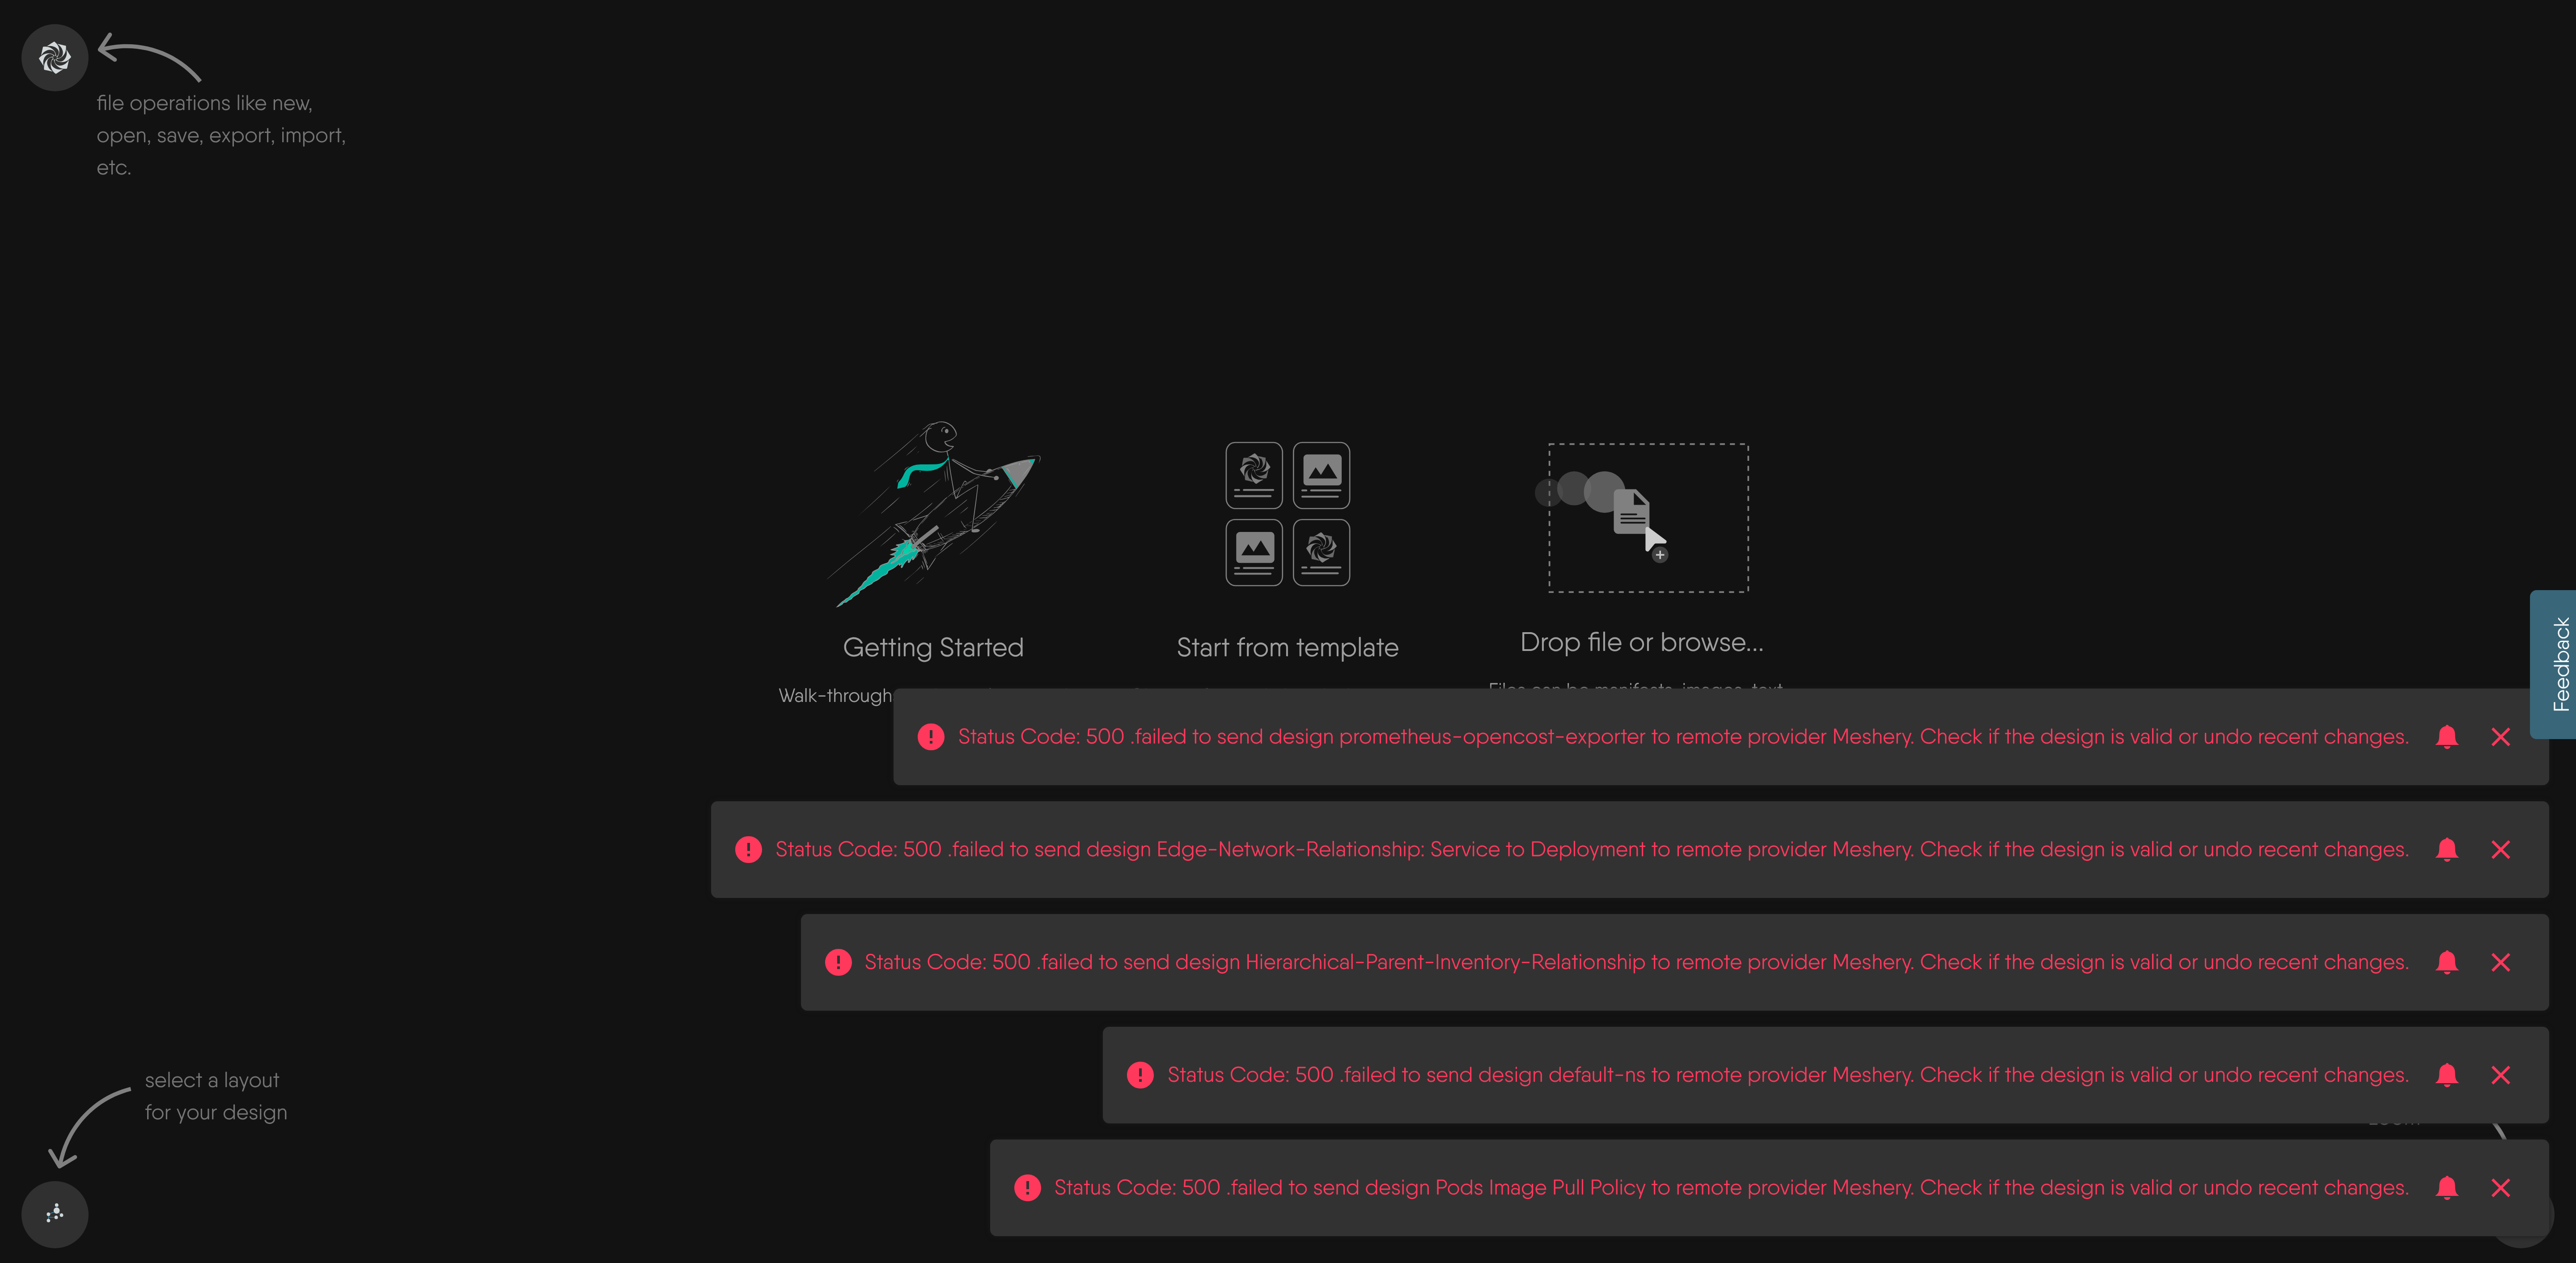 file operations like new,
open, save, export, import,
etc.
Getting Started
Start from template
Drop file or browse...
Walk-through
Files can be manifests, images, text
Feedback
Status Code: 500 .failed to send design prometheus-opencost-exporter to remote provider Meshery. Check if the design is valid or undo recent changes.
Status Code: 500 .failed to send design Edge-Network-Relationship: Service to Deployment to remote provider Meshery. Check if the design is valid or undo recent changes.
Status Code: 500 .failed to send design Hierarchical-Parent-Inventory-Relationship to remote provider Meshery. Check if the design is valid or undo recent changes.
Status Code: 500 .failed to send design default-ns to remote provider Meshery. Check if the design is valid or undo recent changes.
Status Code: 500 .failed to send design Pods Image Pull Policy to remote provider Meshery. Check if the design is valid or undo recent changes.
select a layout
for your design